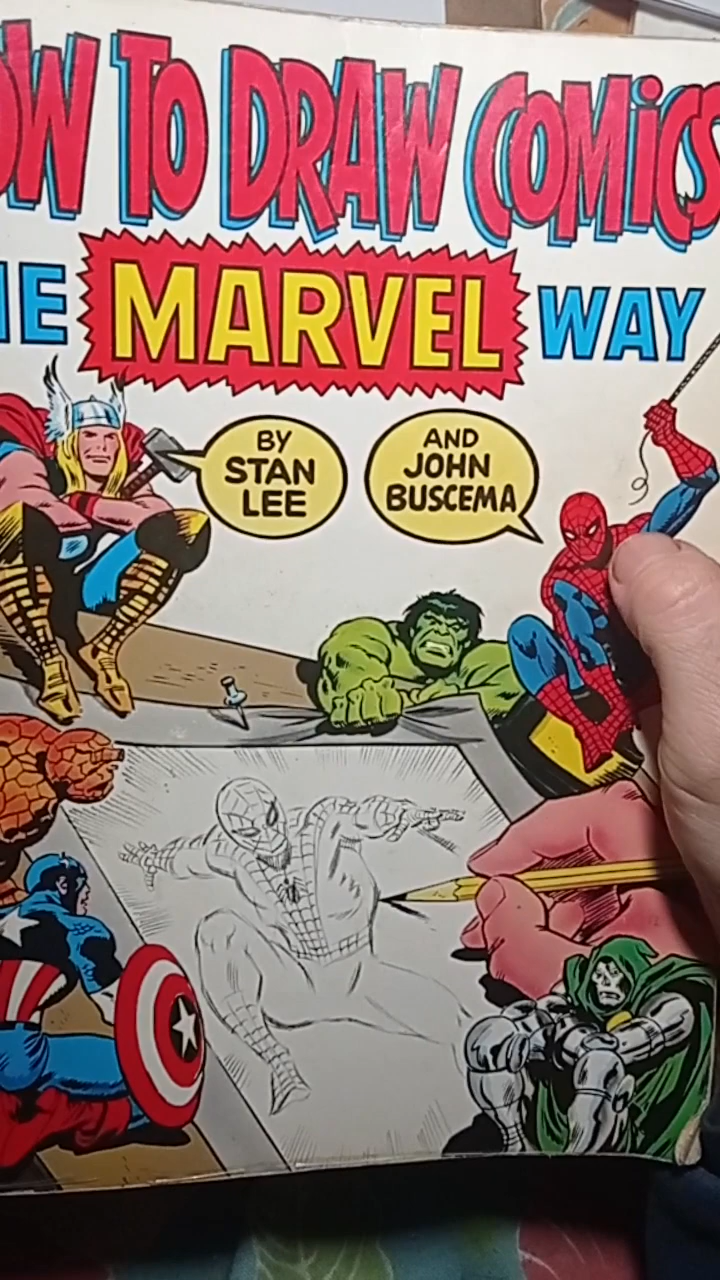 OW TO DRAW COMICS
HE MARVEL WAY
BY
STAN
LEE
AND
JOHN
BUSCEMA